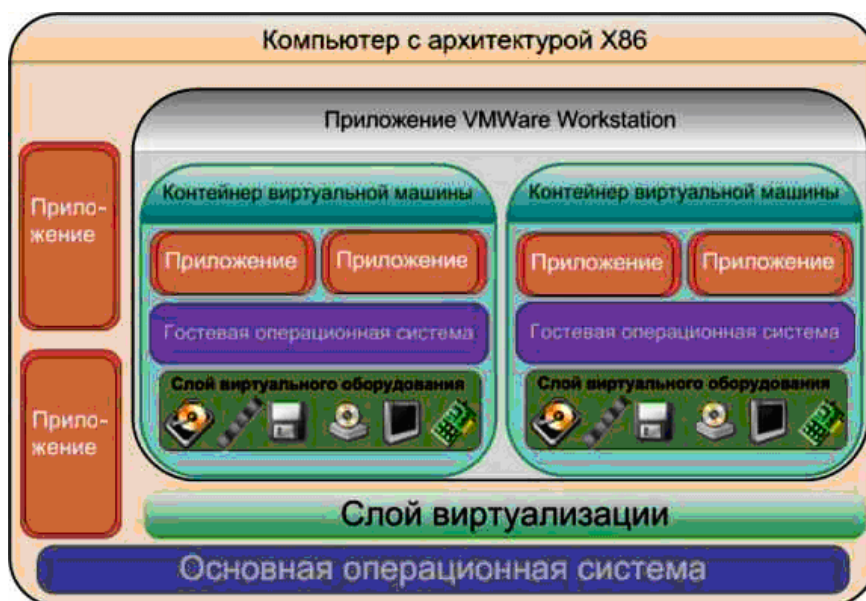 Компьютер с архитектурой X86
Приложение VMWare Workstation
Прило-
жение
Прило-
жение
Контейнер виртуальной машины
Приложение
Приложение
Гостевая операционная система
Слой виртуального оборудования
Контейнер виртуальной машины
Приложение
Приложение
Гостевая операционная система
Слой виртуального оборудования
Слой виртуализации
Основная операционная система